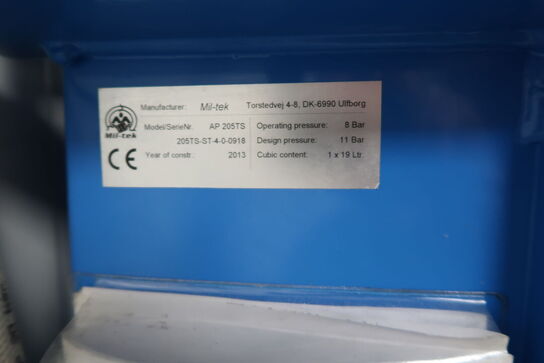 Manufacturer: Mil-tek Torstedvej 4-8, DK-6990 Ulfborg
Mil-tek
Model/SerieNr. AP 205TS Operating pressure: 8 Bar
205TS-ST-4-0-0918 Design pressure: 11 Bar
CE Year of constr. 2013 Cubic content: 1 x 19 Ltr.